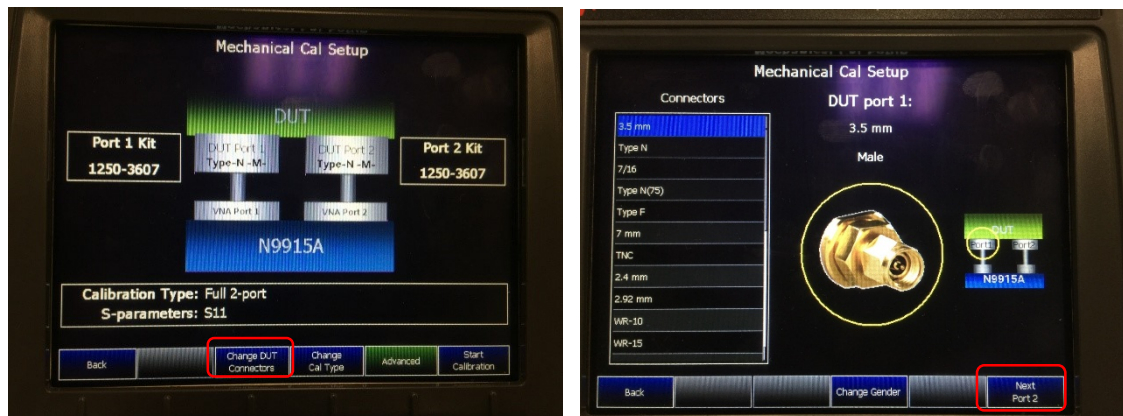 Mechanical Cal Setup
DUT
Port 1 Kit
1250-3607
DUT Port 1
Type-N -M-
DUT Port 2
Type-N -M-
Port 2 Kit
1250-3607
VNA Port 1
VNA Port 2
N9915A
Calibration Type: Full 2-port
S-parameters: S11
Back
Change DUT
Connectors
Change
Cal Type
Advanced
Start
Calibration
Mechanical Cal Setup
Connectors
3.5 mm
Type N
7/16
Type N(75)
Type F
7 mm
TNC
2.4 mm
2.92 mm
WR-10
WR-15
DUT port 1:
3.5 mm
Male
DUT
Port1
Port2
N9915A
Back
Change Gender
Next
Port 2